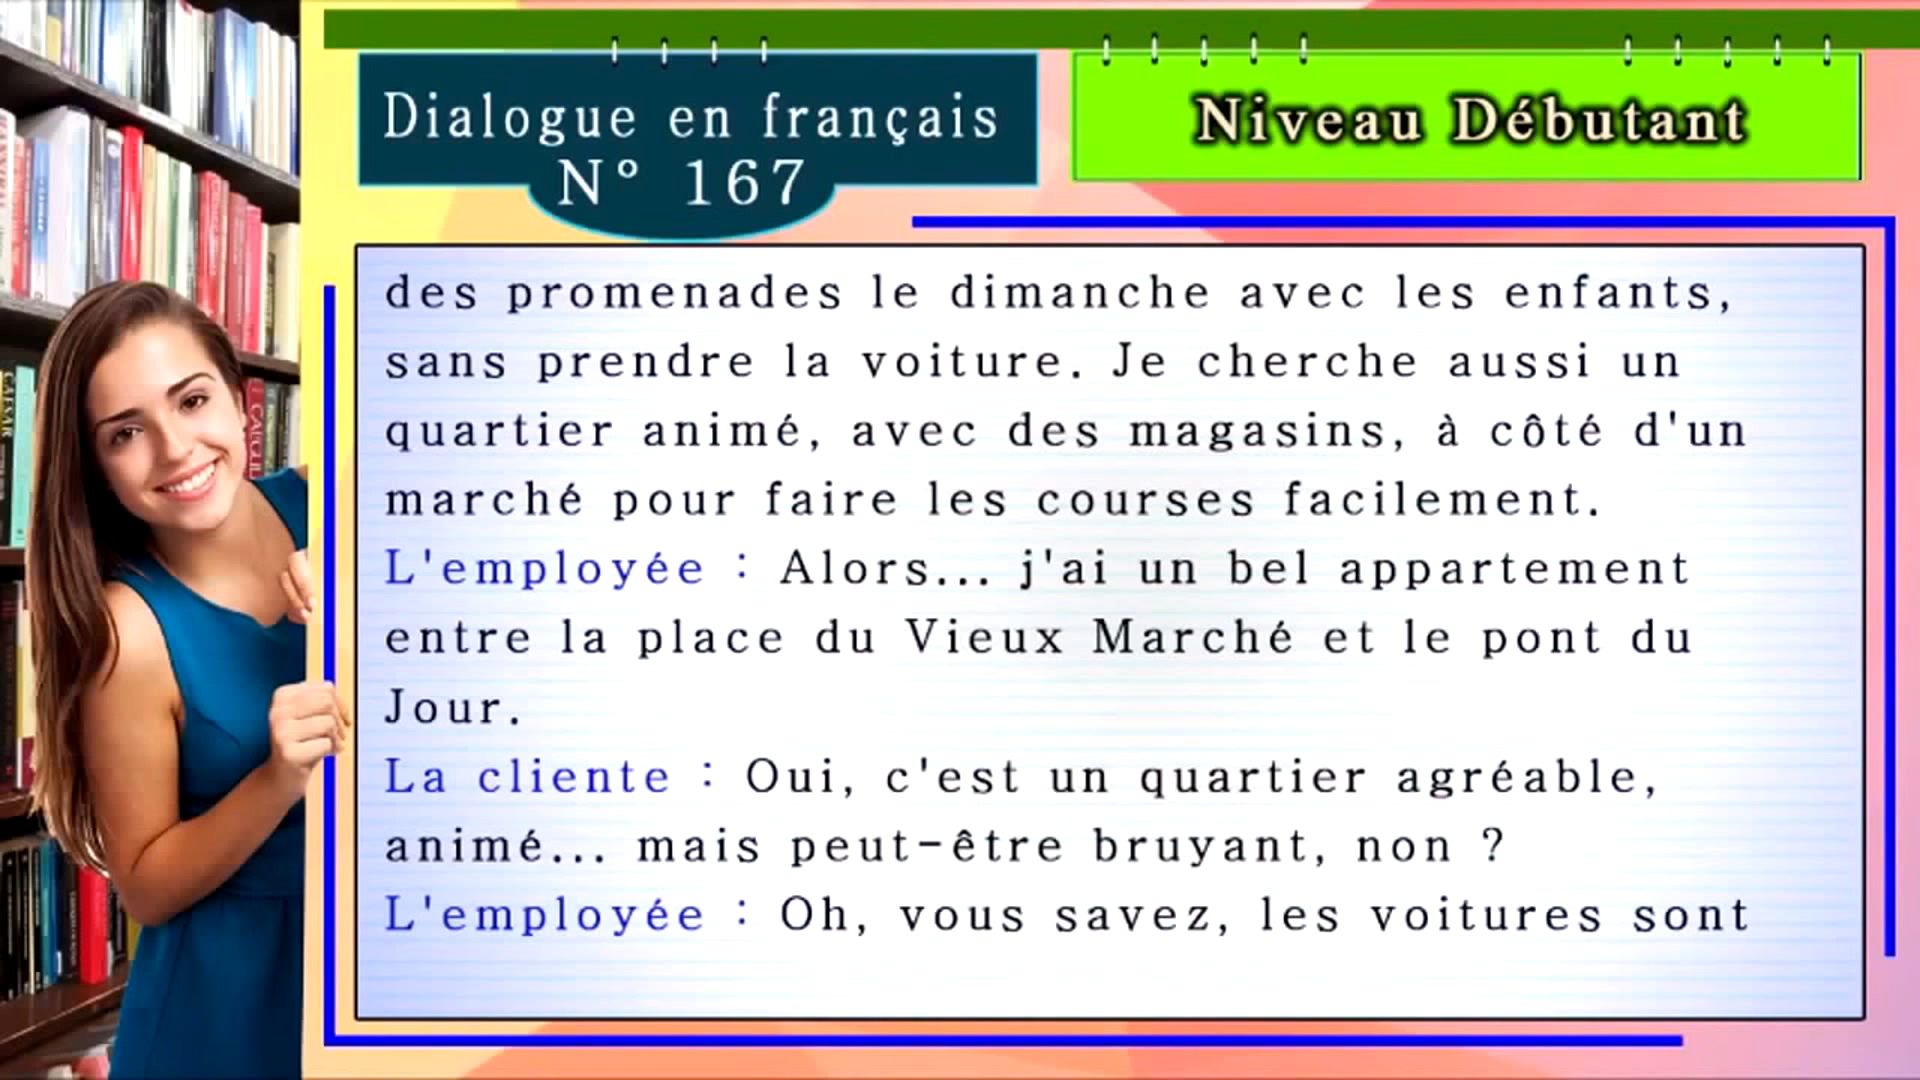 Dialogue en français
N° 167
Niveau Débutant
des promenades le dimanche avec les enfants,
sans prendre la voiture. Je cherche aussi un
quartier animé, avec des magasins, à côté d'un
marché pour faire les courses facilement.
L'employée : Alors... j'ai un bel appartement
entre la place du Vieux Marché et le pont du
Jour.
La cliente : Oui, c'est un quartier agréable,
animé... mais peut-être bruyant, non ?
L'employée : Oh, vous savez, les voitures sont